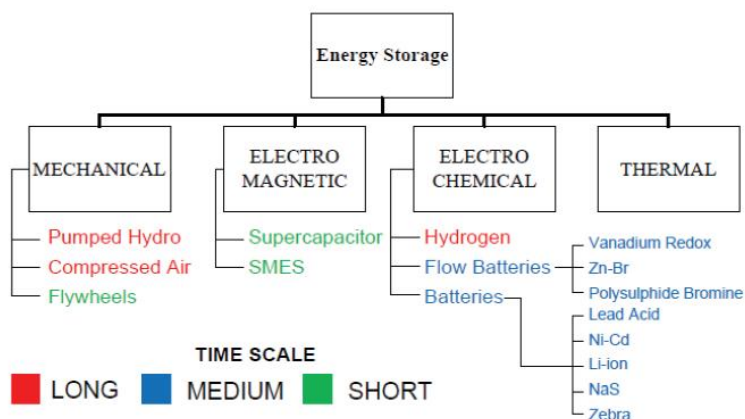 Energy Storage
MECHANICAL
ELECTRO
MAGNETIC
ELECTRO
CHEMICAL
THERMAL
Pumped Hydro
Compressed Air
Flywheels
Supercapacitor
SMES
Hydrogen
Flow Batteries
Batteries
Vanadium Redox
Zn-Br
Polysulphide Bromine
Lead Acid
Ni-Cd
Li-ion
NaS
Zebra
TIME SCALE
LONG
MEDIUM
SHORT